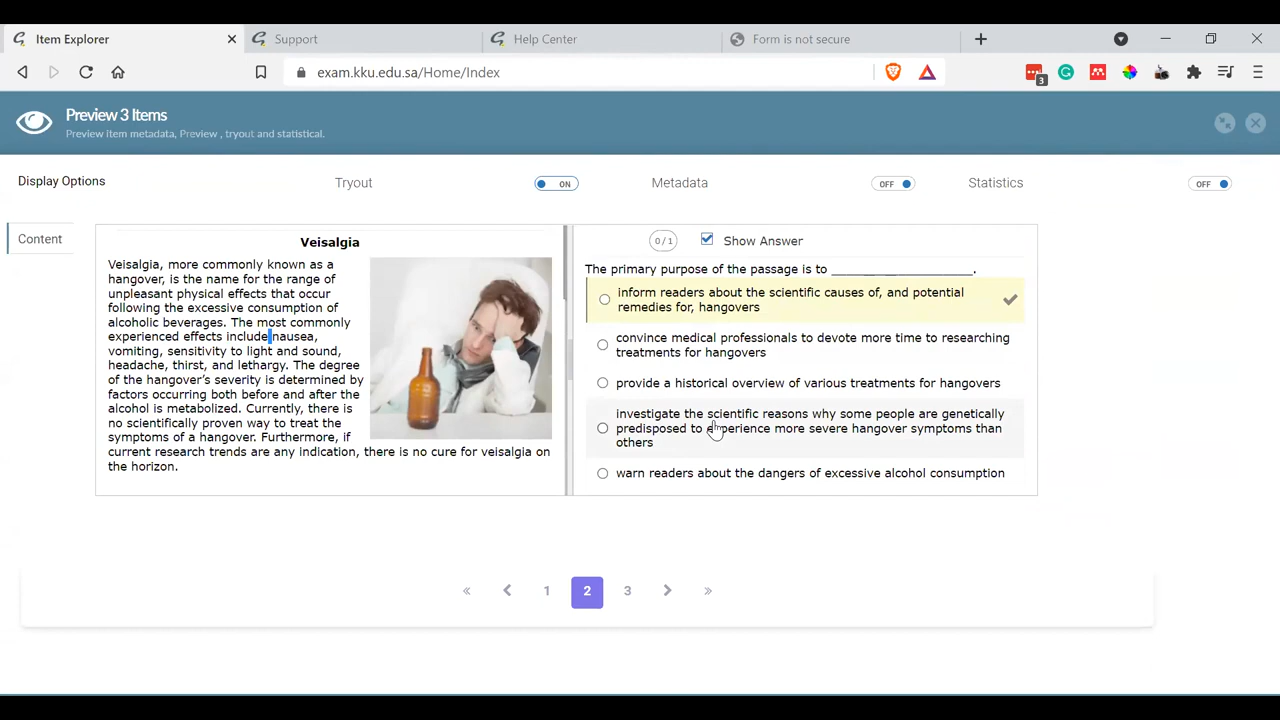 Item Explorer
Support
Help Center
Form is not secure
exam.kku.edu.sa/Home/Index
3
Preview 3 Items
Preview item metadata, Preview , tryout and statistical.
Display Options
Tryout
ON
Metadata
OFF
Statistics
OFF
Content
Veisalgia
Veisalgia, more commonly known as a
hangover, is the name for the range of
unpleasant physical effects that occur
following the excessive consumption of
alcoholic beverages. The most commonly
experienced effects include nausea,
vomiting, sensitivity to light and sound,
headache, thirst, and lethargy. The degree
of the hangover’s severity is determined by
factors occurring both before and after the
alcohol is metabolized. Currently, there is
no scientifically proven way to treat the
symptoms of a hangover. Furthermore, if
current research trends are any indication, there is no cure for veisalgia on
the horizon.
0/1
Show Answer
The primary purpose of the passage is to ____________________.
inform readers about the scientific causes of, and potential
remedies for, hangovers
convince medical professionals to devote more time to researching
treatments for hangovers
provide a historical overview of various treatments for hangovers
investigate the scientific reasons why some people are genetically
predisposed to experience more severe hangover symptoms than
others
warn readers about the dangers of excessive alcohol consumption
« 1 2 3 »